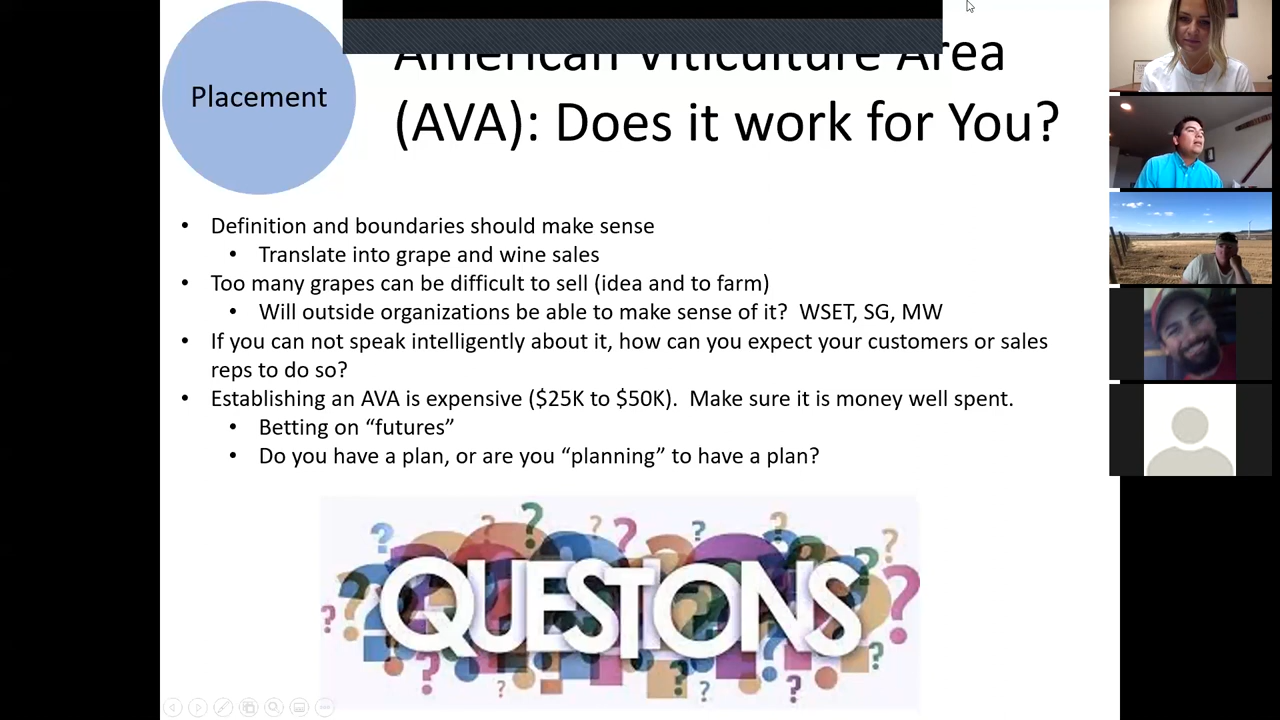 Placement
American Viticulture Area
(AVA): Does it work for You?
• Definition and boundaries should make sense
• Translate into grape and wine sales
• Too many grapes can be difficult to sell (idea and to farm)
• Will outside organizations be able to make sense of it?  WSET, SG, MW
• If you can not speak intelligently about it, how can you expect your customers or sales
reps to do so?
• Establishing an AVA is expensive ($25K to $50K).  Make sure it is money well spent.
• Betting on “futures”
• Do you have a plan, or are you “planning” to have a plan?
QUESTIONS